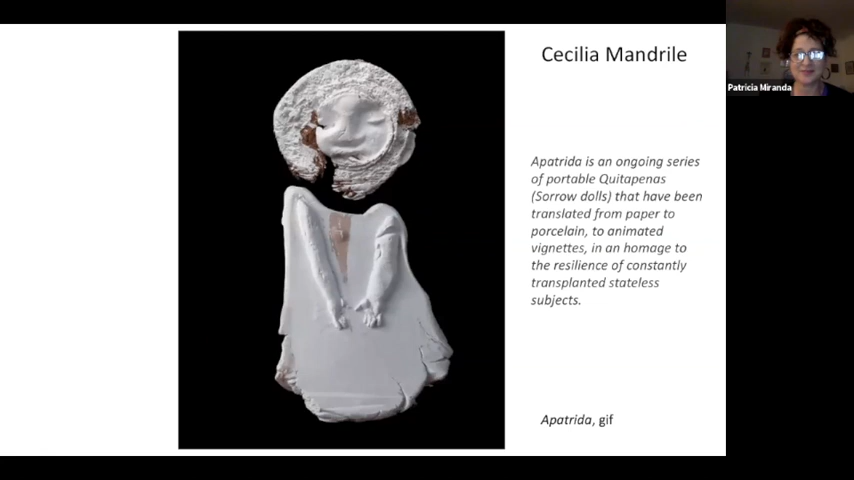 Cecilia Mandrile
Patricia Miranda
Apatrida is an ongoing series
of portable Quitapenas
(Sorrow dolls) that have been
translated from paper to
porcelain, to animated
vignettes, in an homage to
the resilience of constantly
transplanted stateless
subjects.
Apatrida, gif